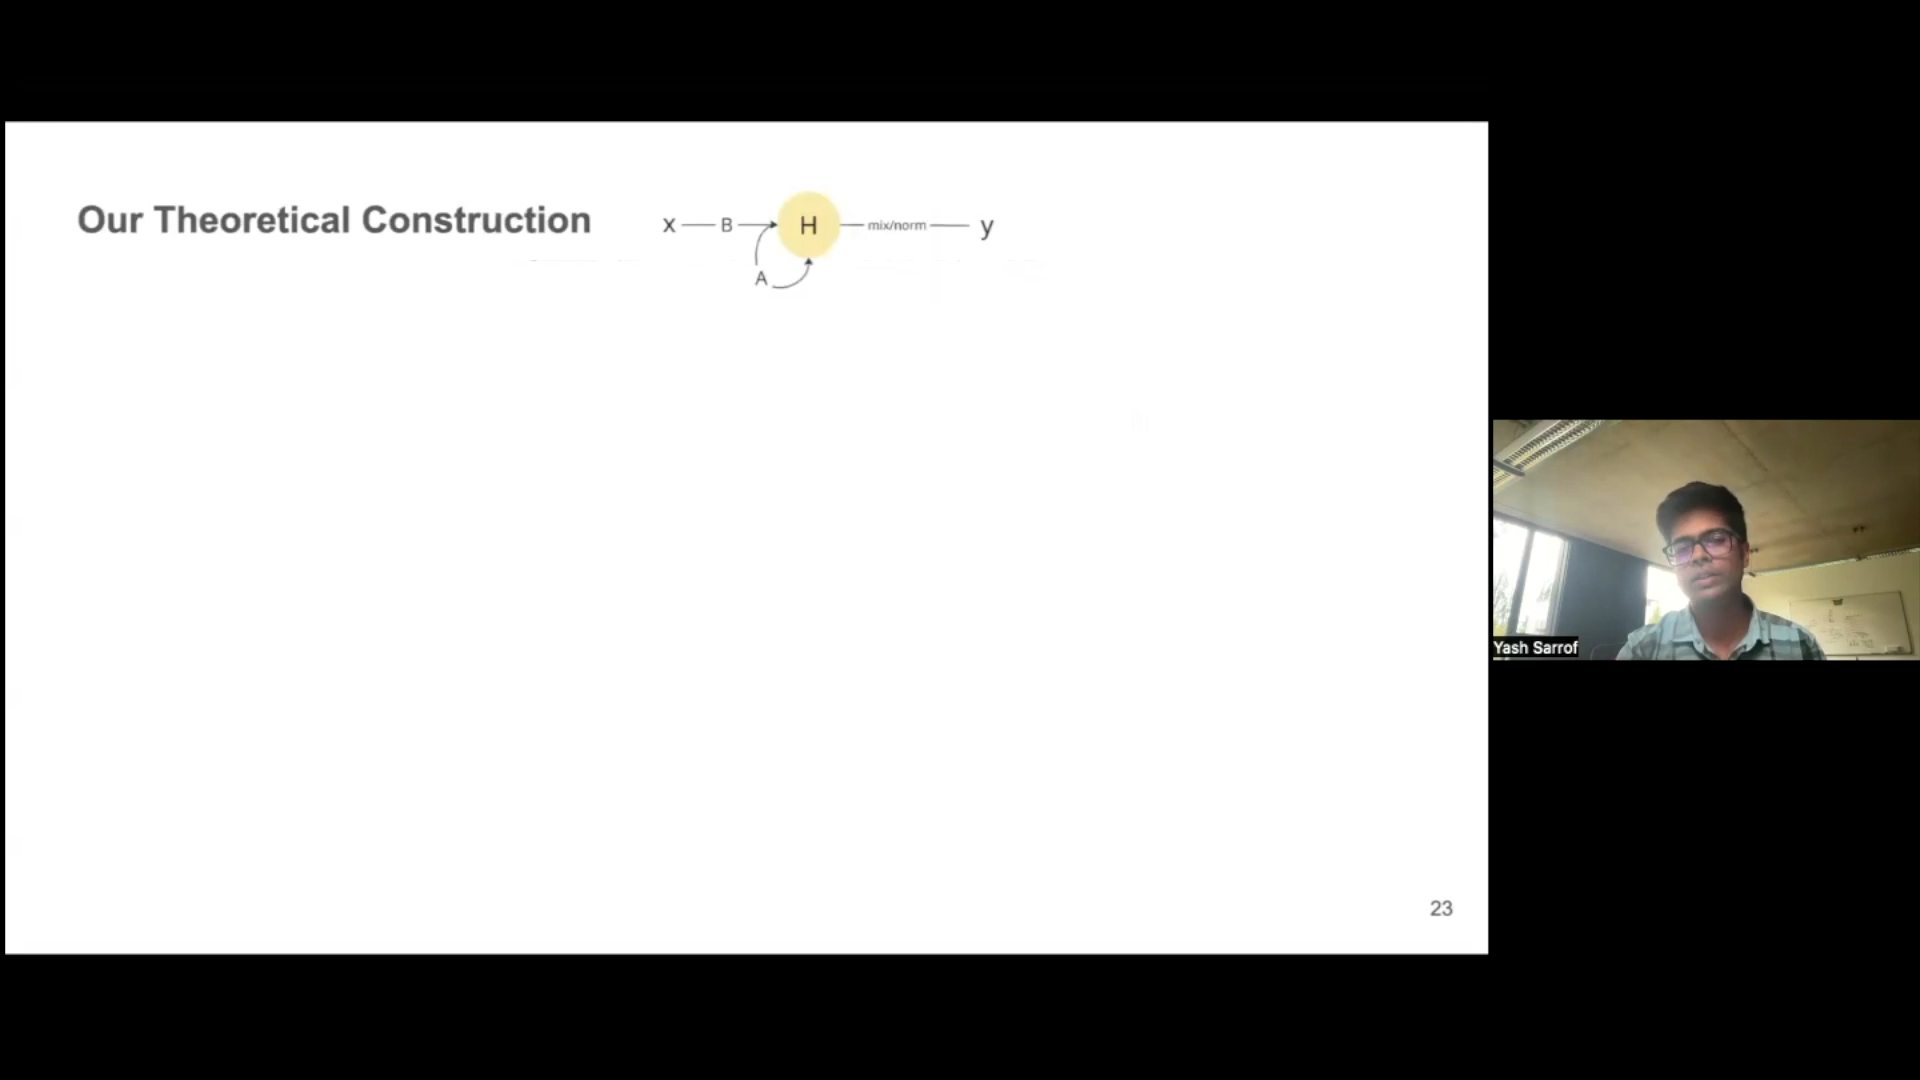 Our Theoretical Construction
x B H mix/norm y
A
Yash Sarrof
23